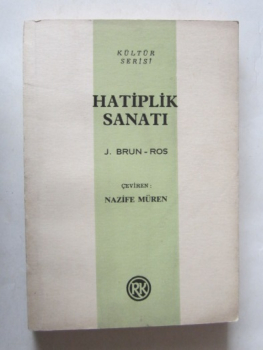 KÜLTÜR
SERİSİ
HATİPLİK
SANATI
J. BRUN - ROS
ÇEVİREN :
NAZİFE MÜREN
RK